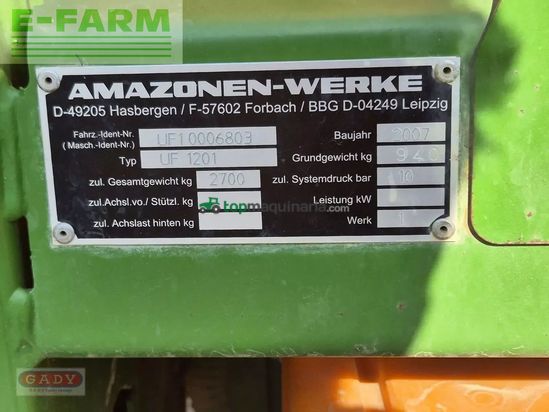 E-FARM
AMAZONEN-WERKE
D-49205 Hasbergen / F-57602 Forbach / BBG D-04249 Leipzig
Fahrz.-Ident-Nr. UF10006803 Baujahr 2007
( Masch.-Ident-Nr.)
Typ UF 1201 Grundgewicht kg 940
zul. Gesamtgewicht kg 2700 zul. Systemdruck bar 10
zul. Achsl.vo./ Stützl. kg Leistung kW
topmaquinaria.com
zul. Achslast hinten kg Werk 1
GADY